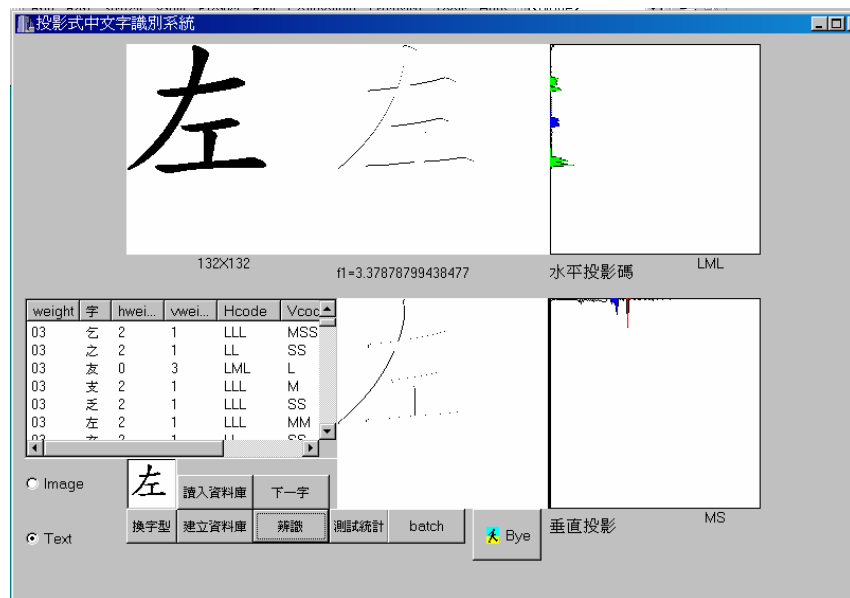 投影式中文字識別系統
左
132X132
f1=3.37878799438477
水平投影碼
LML
weight 字 hwei... vwei... Hcode Vcoc
03 乞 2 1 LLL MSS
03 之 2 1 LL SS
03 友 0 3 LML L
03 支 2 1 LLL M
03 乏 2 1 LLL SS
03 左 2 1 LLL MM
左
Image
左
讀入資料庫
下一字
Text
換字型
建立資料庫
辨識
測試統計
batch
Bye
垂直投影
MS